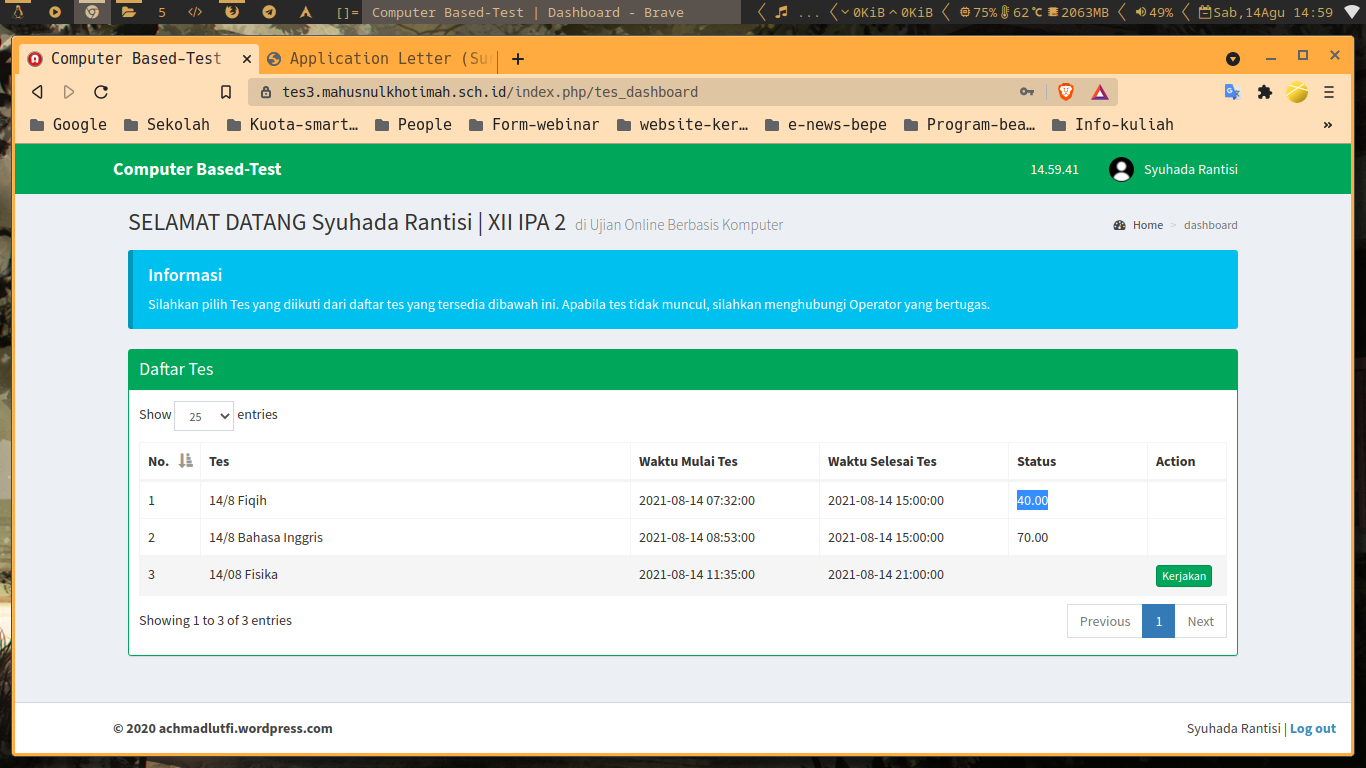 5 </> []= Computer Based-Test | Dashboard - Brave ... 0KiB 0KiB 75% 62℃ 2063MB 49% Sab,14Agu 14:59
Computer Based-Test × Application Letter (Su +
tes3.mahusnulkhotimah.sch.id/index.php/tes_dashboard
Google Sekolah Kuota-smart… People Form-webinar website-ker… e-news-bepe Program-bea… Info-kuliah »
Computer Based-Test 14.59.41 Syuhada Rantisi
SELAMAT DATANG Syuhada Rantisi | XII IPA 2 di Ujian Online Berbasis Komputer Home > dashboard
Informasi
Silahkan pilih Tes yang diikuti dari daftar tes yang tersedia dibawah ini. Apabila tes tidak muncul, silahkan menghubungi Operator yang bertugas.
Daftar Tes
Show 25 entries
No. Tes Waktu Mulai Tes Waktu Selesai Tes Status Action
1 14/8 Fiqih 2021-08-14 07:32:00 2021-08-14 15:00:00 40.00
2 14/8 Bahasa Inggris 2021-08-14 08:53:00 2021-08-14 15:00:00 70.00
3 14/08 Fisika 2021-08-14 11:35:00 2021-08-14 21:00:00 Kerjakan
Showing 1 to 3 of 3 entries Previous 1 Next
© 2020 achmadlutfi.wordpress.com Syuhada Rantisi | Log out